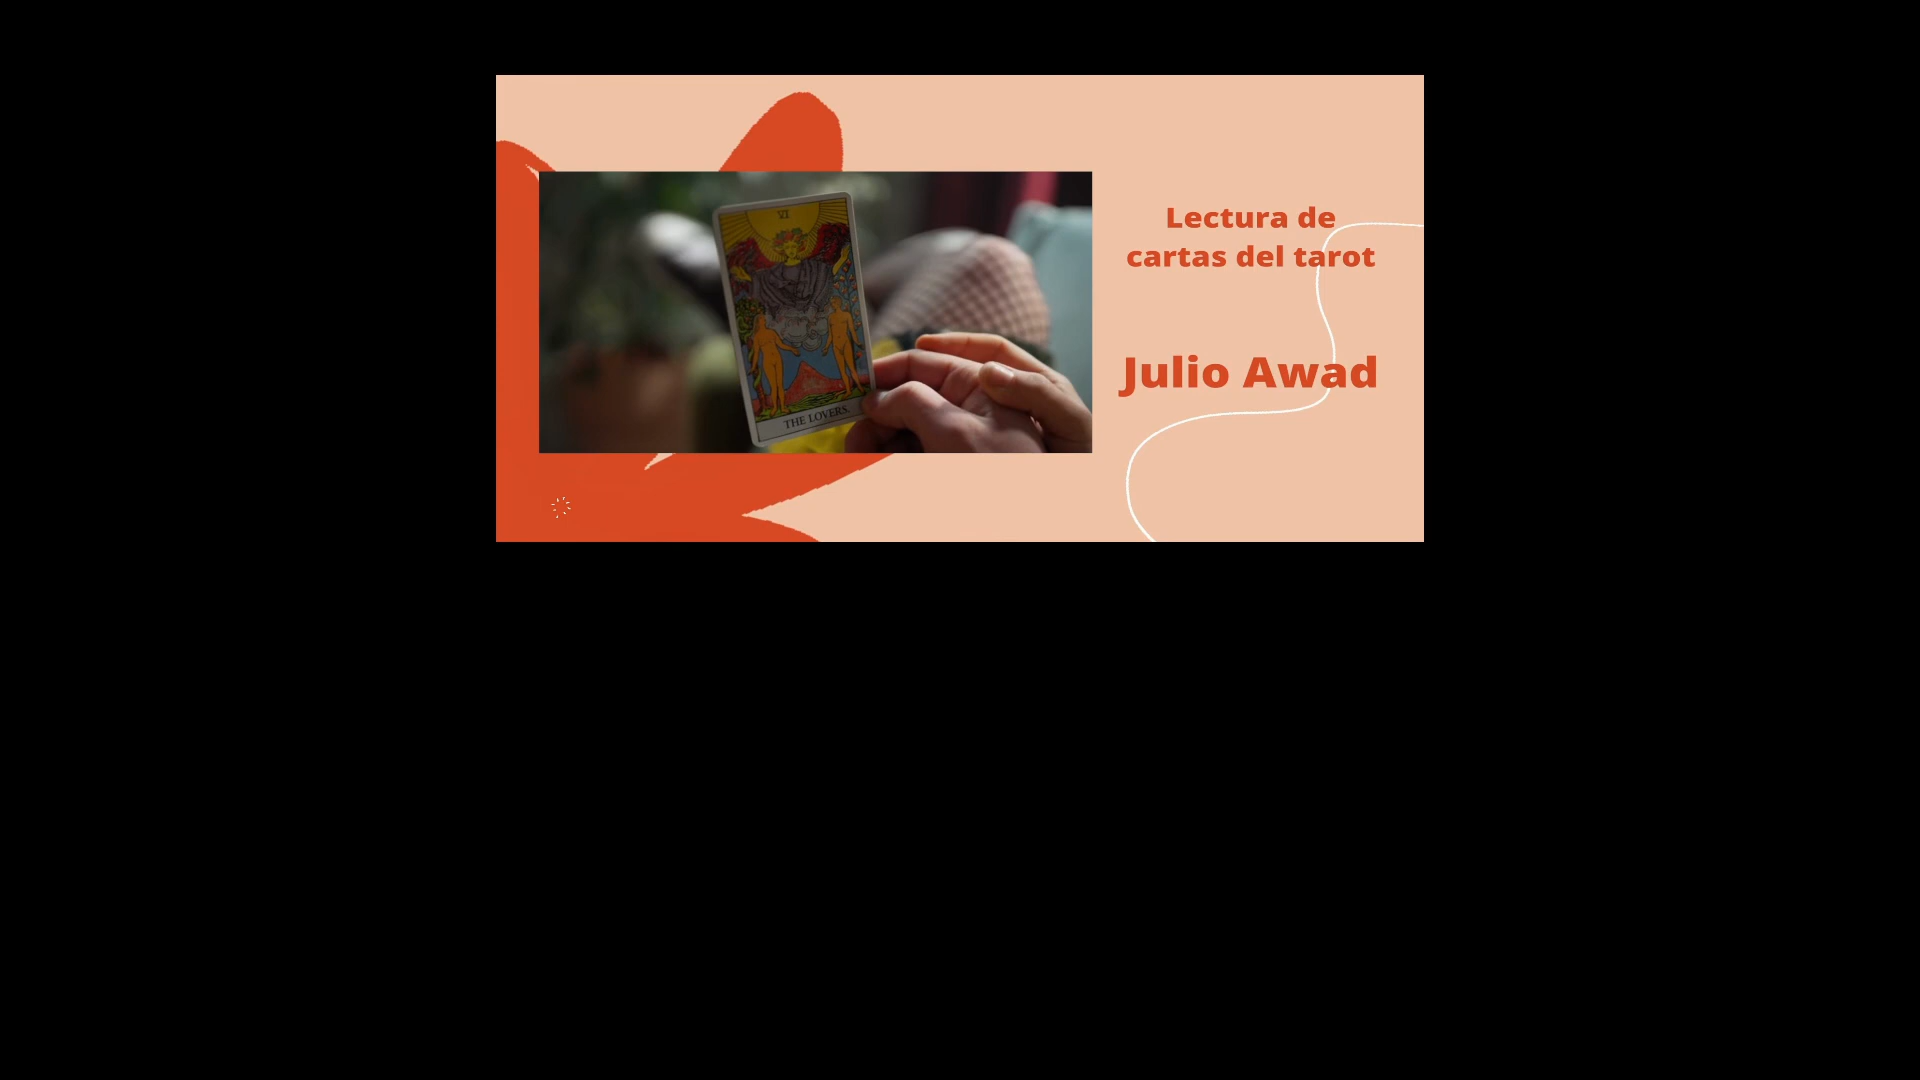 VI
THE LOVERS.
Lectura de
cartas del tarot
Julio Awad